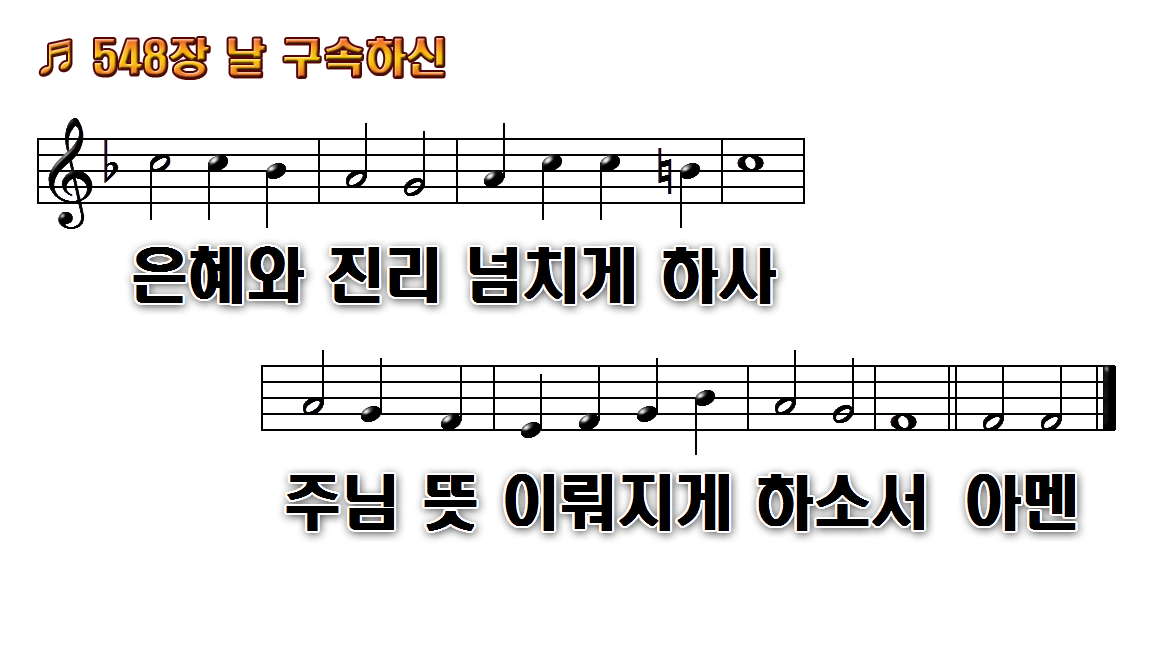 ♬ 548장 날 구속하신
은혜와 진리 넘치게 하사
주님 뜻 이뤄지게 하소서 아멘